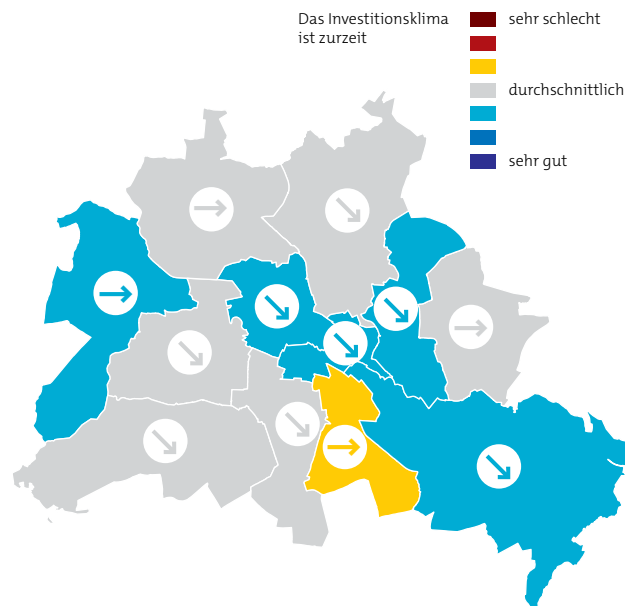 Das Investitionsklima
ist zurzeit
sehr schlecht
durchschnittlich
sehr gut